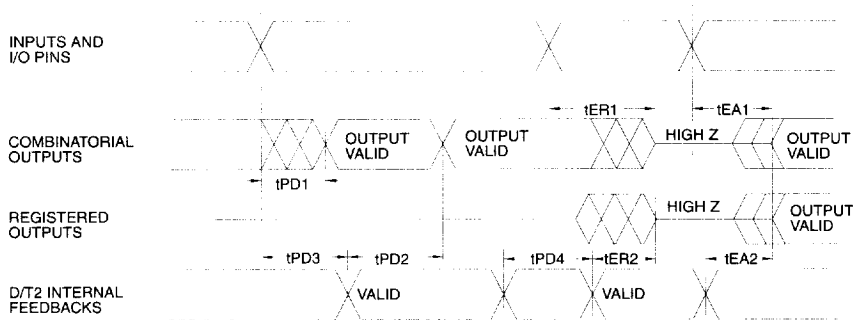 INPUTS AND
I/O PINS
tER1
tEA1
COMBINATORIAL
OUTPUTS
OUTPUT
VALID
OUTPUT
VALID
HIGH Z
OUTPUT
VALID
tPD1
REGISTERED
OUTPUTS
HIGH Z
OUTPUT
VALID
tPD3
tPD2
tPD4
tER2
tEA2
D/T2 INTERNAL
FEEDBACKS
VALID
VALID